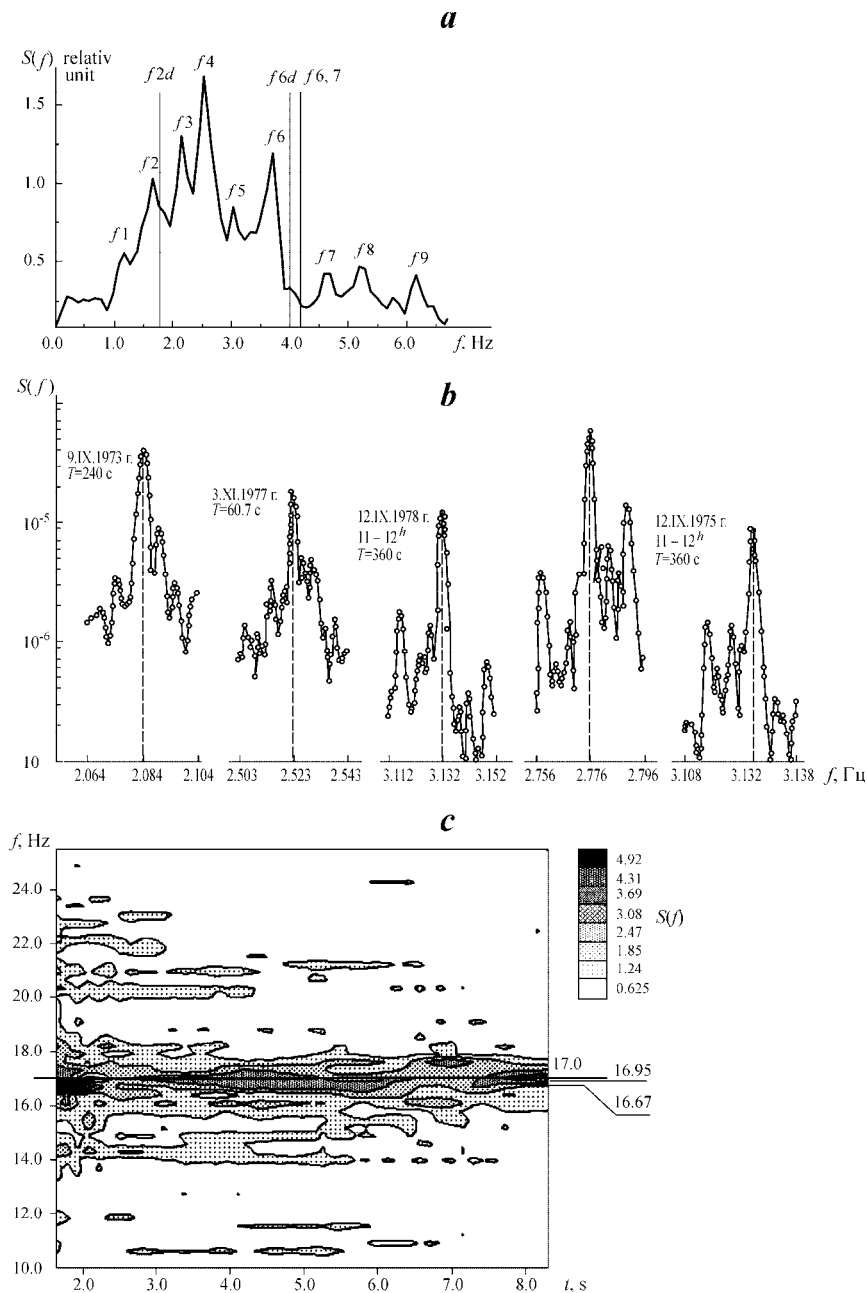 a
S(f) relativ
unit
f2d
f4
f6d
f6, 7
1.5
f3
f6
f2
1.0
f5
f1
0.5
f7
f8
f9
0.0
1.0
2.0
3.0
4.0
5.0
6.0
f. Hz
b
S(f)
9.IX.1973 г.
T=240 c
3.XI.1977 г.
T=60.7 c
12.IX.1978 г.
11 – 12h
T=360 c
12.IX.1975 г.
11 – 12h
T=360 c
10-5
10-6
10
2.064
2.084
2.104
2.503
2.523
2.543
3.112
3.132
3.152
2.756
2.776
2.796
3.108
3.132
3.138
f, Гц
c
f, Hz
24.0
22.0
20.0
18.0
16.0
14.0
12.0
10.0
2.0
3.0
4.0
5.0
6.0
7.0
8.0
t, s
4.92
4.31
3.69
3.08
2.47
1.85
1.24
0.625
S(f)
17.0
16.95
16.67